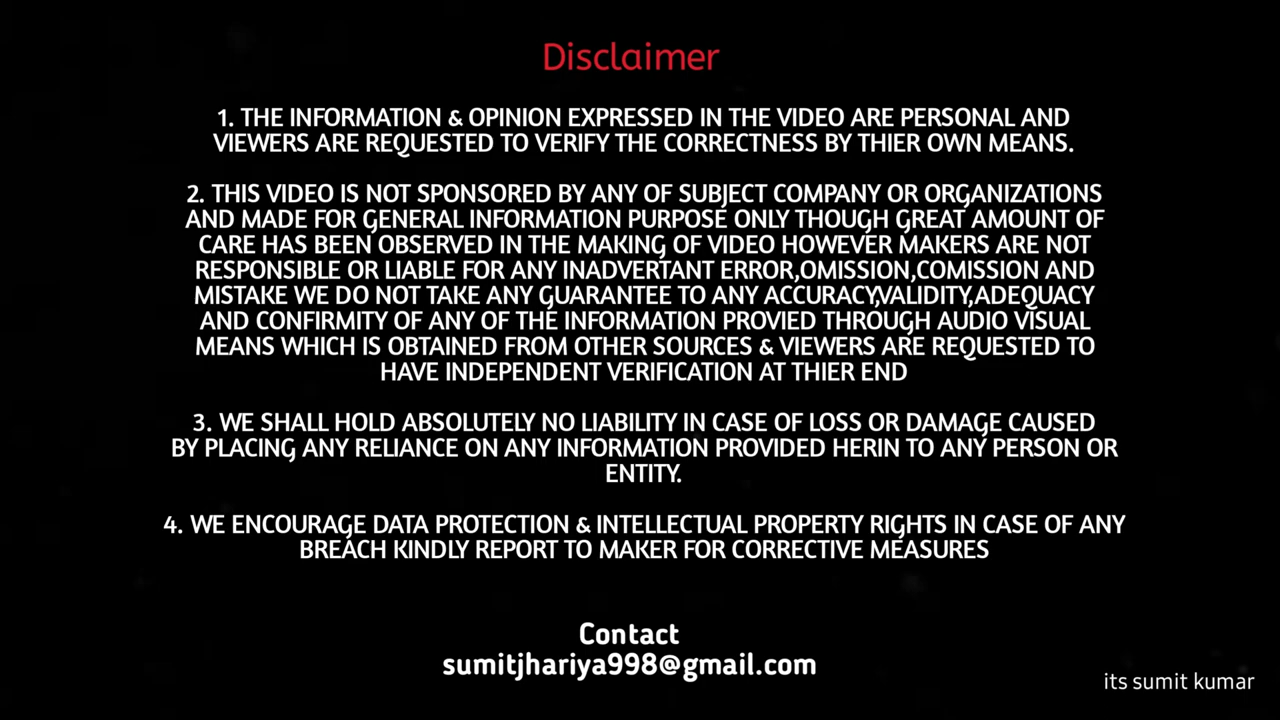 Disclaimer
1. THE INFORMATION & OPINION EXPRESSED IN THE VIDEO ARE PERSONAL AND
VIEWERS ARE REQUESTED TO VERIFY THE CORRECTNESS BY THIER OWN MEANS.
2. THIS VIDEO IS NOT SPONSORED BY ANY OF SUBJECT COMPANY OR ORGANIZATIONS
AND MADE FOR GENERAL INFORMATION PURPOSE ONLY THOUGH GREAT AMOUNT OF
CARE HAS BEEN OBSERVED IN THE MAKING OF VIDEO HOWEVER MAKERS ARE NOT
RESPONSIBLE OR LIABLE FOR ANY INADVERTANT ERROR,OMISSION,COMISSION AND
MISTAKE WE DO NOT TAKE ANY GUARANTEE TO ANY ACCURACY,VALIDITY,ADEQUACY
AND CONFIRMITY OF ANY OF THE INFORMATION PROVIED THROUGH AUDIO VISUAL
MEANS WHICH IS OBTAINED FROM OTHER SOURCES & VIEWERS ARE REQUESTED TO
HAVE INDEPENDENT VERIFICATION AT THIER END
3. WE SHALL HOLD ABSOLUTELY NO LIABILITY IN CASE OF LOSS OR DAMAGE CAUSED
BY PLACING ANY RELIANCE ON ANY INFORMATION PROVIDED HERIN TO ANY PERSON OR
ENTITY.
4. WE ENCOURAGE DATA PROTECTION & INTELLECTUAL PROPERTY RIGHTS IN CASE OF ANY
BREACH KINDLY REPORT TO MAKER FOR CORRECTIVE MEASURES
Contact
sumitjhariya998@gmail.com
its sumit kumar